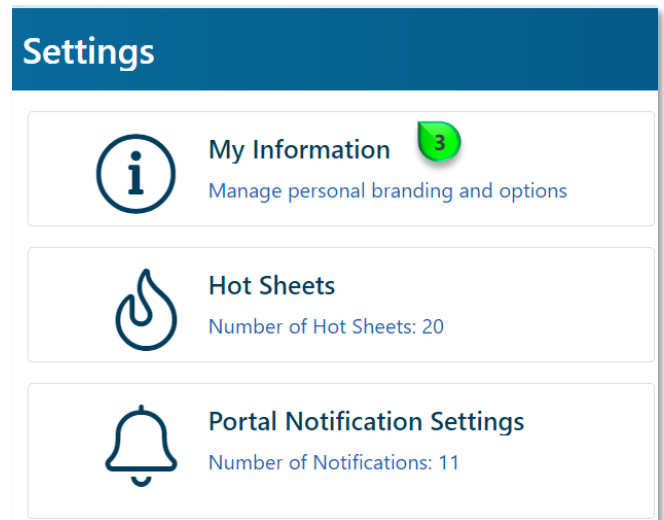 Settings
My Information
3
Manage personal branding and options
Hot Sheets
Number of Hot Sheets: 20
Portal Notification Settings
Number of Notifications: 11